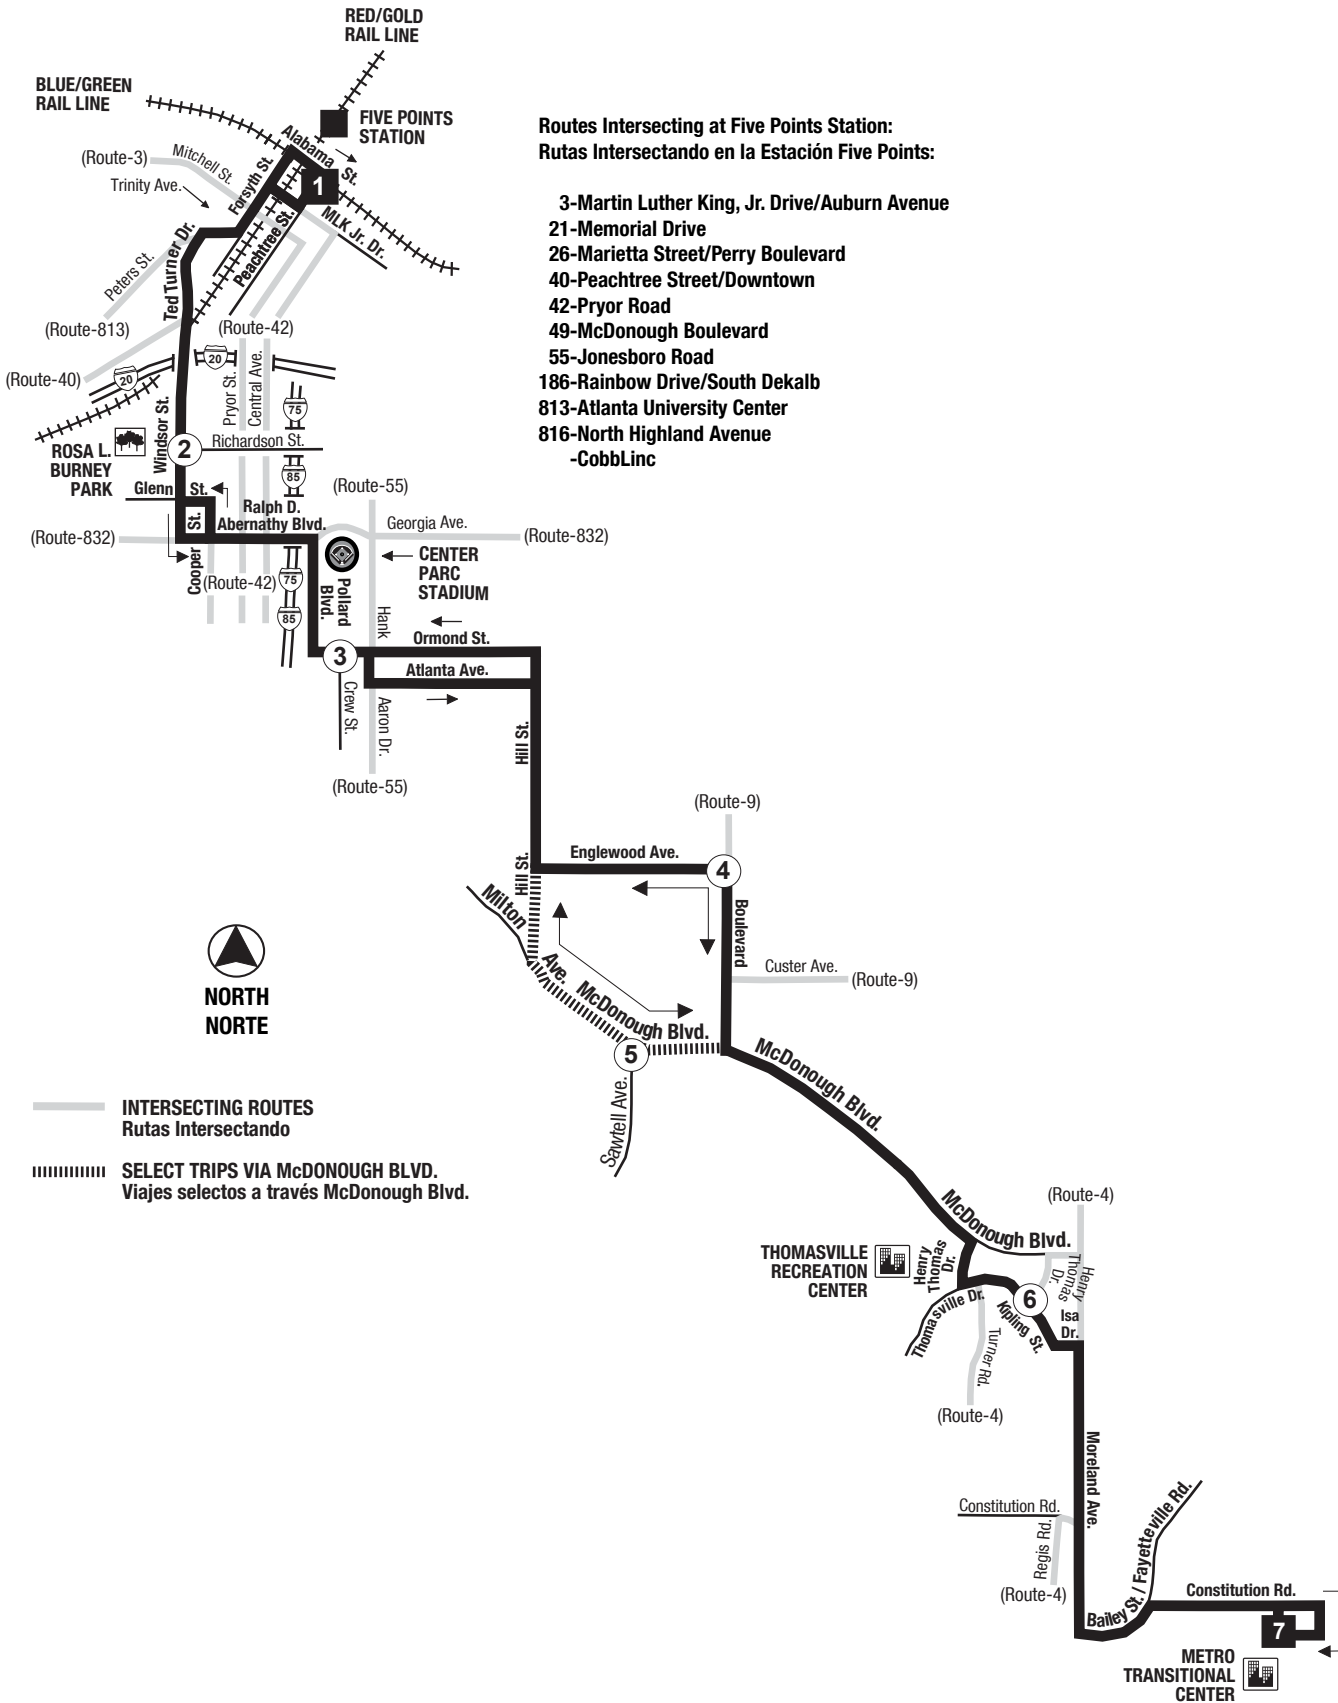 RED/GOLD
RAIL LINE
BLUE/GREEN
RAIL LINE
FIVE POINTS
STATION
Alabama St.
(Route-3)
Mitchell St.
Trinity Ave.
Forsyth St.
1
MLK Jr. Dr.
Peachtree St.
Ted Turner Dr.
Peters St.
(Route-813)
(Route-42)
(Route-40)
20
20
Pryor St.
Central Ave.
75
Windsor St.
ROSA L.
BURNEY
PARK
2
Richardson St.
85
Glenn St.
(Route-55)
Ralph D.
Abernathy Blvd.
Georgia Ave.
(Route-832)
(Route-832)
Cooper St.
(Route-42)
75
85
Pollard
Blvd.
CENTER
PARC
STADIUM
Hank
Ormond St.
3
Atlanta Ave.
Crew St.
Aaron Dr.
Hill St.
(Route-55)
Routes Intersecting at Five Points Station:
Rutas Intersectando en la Estación Five Points:
3-Martin Luther King, Jr. Drive/Auburn Avenue
21-Memorial Drive
26-Marietta Street/Perry Boulevard
40-Peachtree Street/Downtown
42-Pryor Road
49-McDonough Boulevard
55-Jonesboro Road
186-Rainbow Drive/South Dekalb
813-Atlanta University Center
816-North Highland Avenue
-CobbLinc
(Route-9)
Hill St.
Englewood Ave.
4
Milton Ave.
Boulevard
Custer Ave.
(Route-9)
McDonough Blvd.
5
Sawtell Ave.
McDonough Blvd.
NORTH
NORTE
INTERSECTING ROUTES
Rutas Intersectando
SELECT TRIPS VIA McDONOUGH BLVD.
Viajes selectos a través McDonough Blvd.
McDonough Blvd.
(Route-4)
THOMASVILLE
RECREATION
CENTER
Henry
Thomas
Dr.
Henry
Thomas
Dr.
6
Thomasville Dr.
Kipling St.
Isa
Dr.
Turner Rd.
(Route-4)
Moreland Ave.
Constitution Rd.
Regis Rd.
(Route-4)
Bailey St. / Fayetteville Rd.
Constitution Rd.
7
METRO
TRANSITIONAL
CENTER